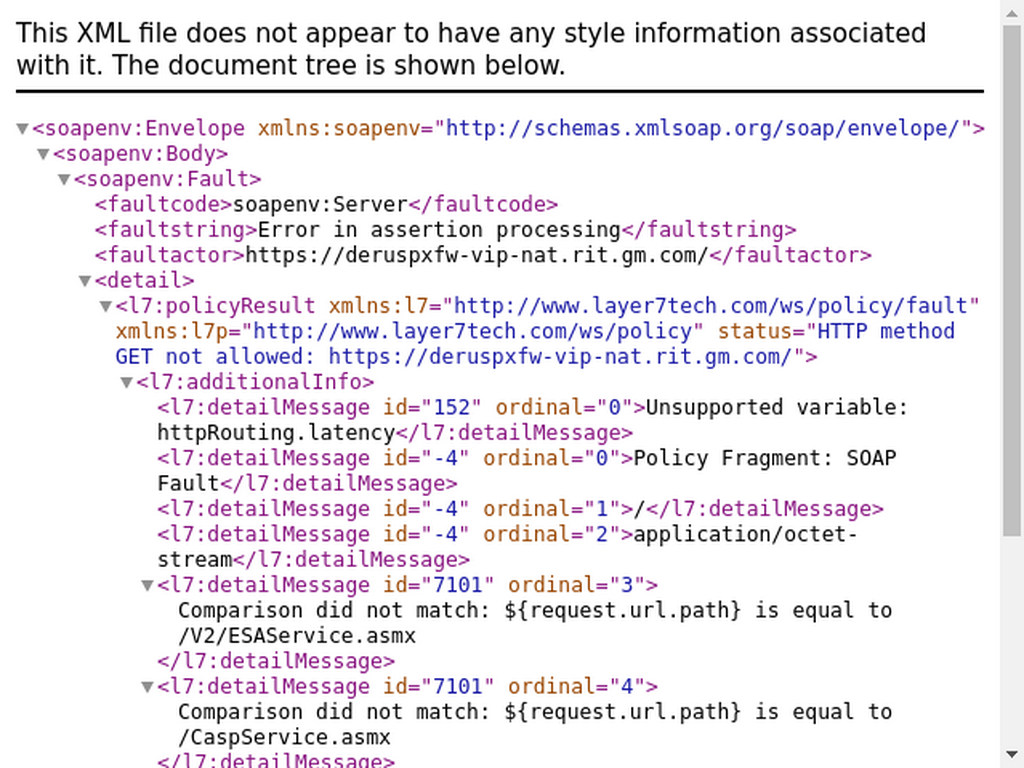 This XML file does not appear to have any style information associated
with it. The document tree is shown below.
▼<soapenv:Envelope xmlns:soapenv="http://schemas.xmlsoap.org/soap/envelope/">
▼<soapenv:Body>
▼<soapenv:Fault>
<faultcode>soapenv:Server</faultcode>
<faultstring>Error in assertion processing</faultstring>
<faultactor>https://deruspxfw-vip-nat.rit.gm.com/</faultactor>
▼<detail>
▼<l7:policyResult xmlns:l7="http://www.layer7tech.com/ws/policy/fault"
xmlns:l7p="http://www.layer7tech.com/ws/policy" status="HTTP method
GET not allowed: https://deruspxfw-vip-nat.rit.gm.com/">
▼<l7:additionalInfo>
<l7:detailMessage id="152" ordinal="0">Unsupported variable:
httpRouting.latency</l7:detailMessage>
<l7:detailMessage id="-4" ordinal="0">Policy Fragment: SOAP
Fault</l7:detailMessage>
<l7:detailMessage id="-4" ordinal="1">/</l7:detailMessage>
<l7:detailMessage id="-4" ordinal="2">application/octet-
stream</l7:detailMessage>
▼<l7:detailMessage id="7101" ordinal="3">
Comparison did not match: ${request.url.path} is equal to
/V2/ESAService.asmx
</l7:detailMessage>
▼<l7:detailMessage id="7101" ordinal="4">
Comparison did not match: ${request.url.path} is equal to
/CaspService.asmx
</l7:detailMessage>